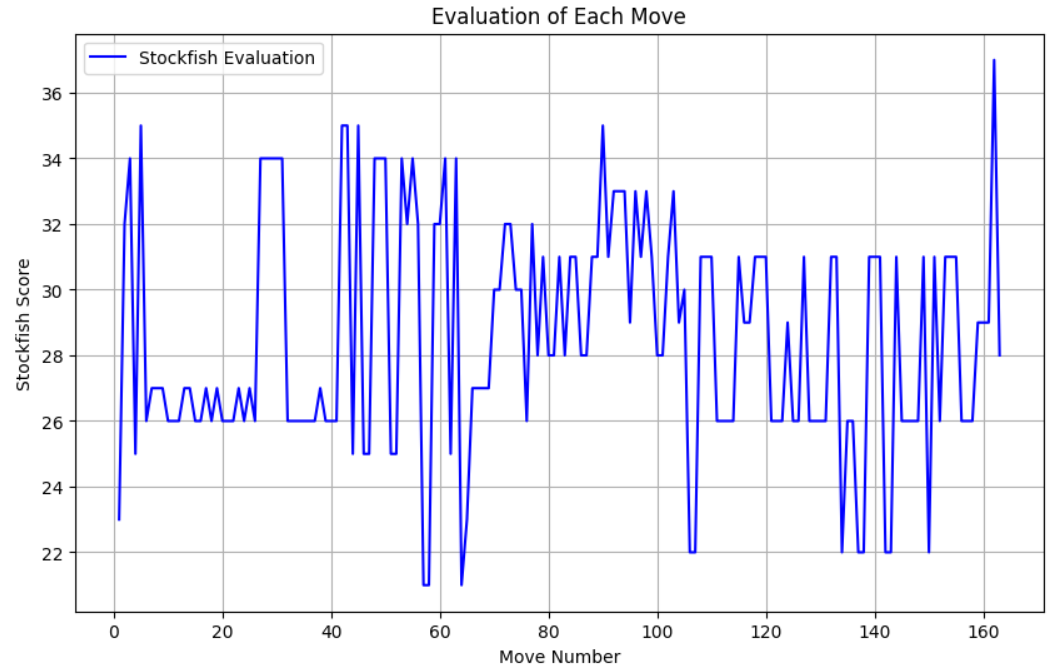 Evaluation of Each Move
Stockfish Evaluation
Stockfish Score
36
34
32
30
28
26
24
22
0 20 40 60 80 100 120 140 160
Move Number